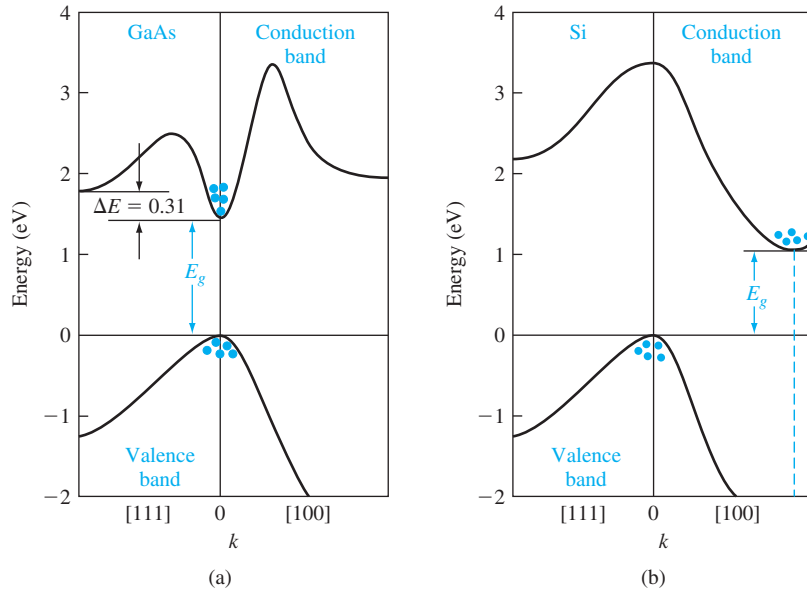 GaAs
Conduction
band
4
3
2
1
0
−1
−2
Energy (eV)
ΔE = 0.31
E_g
Valence
band
[111]
0
[100]
k
(a)
Si
Conduction
band
4
3
2
1
0
−1
−2
Energy (eV)
E_g
Valence
band
[111]
0
[100]
k
(b)